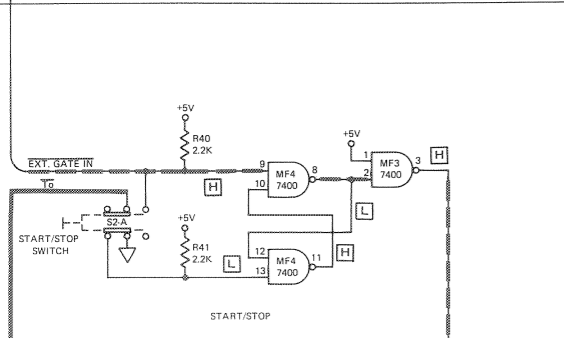 +5V
R40
2.2K
+5V
EXT. GATE IN
To
9
10
MF4
7400
8
1
2
MF3
7400
3
H
H
L
S2-A
START/STOP
SWITCH
+5V
R41
2.2K
L
12
13
MF4
7400
11
H
START/STOP